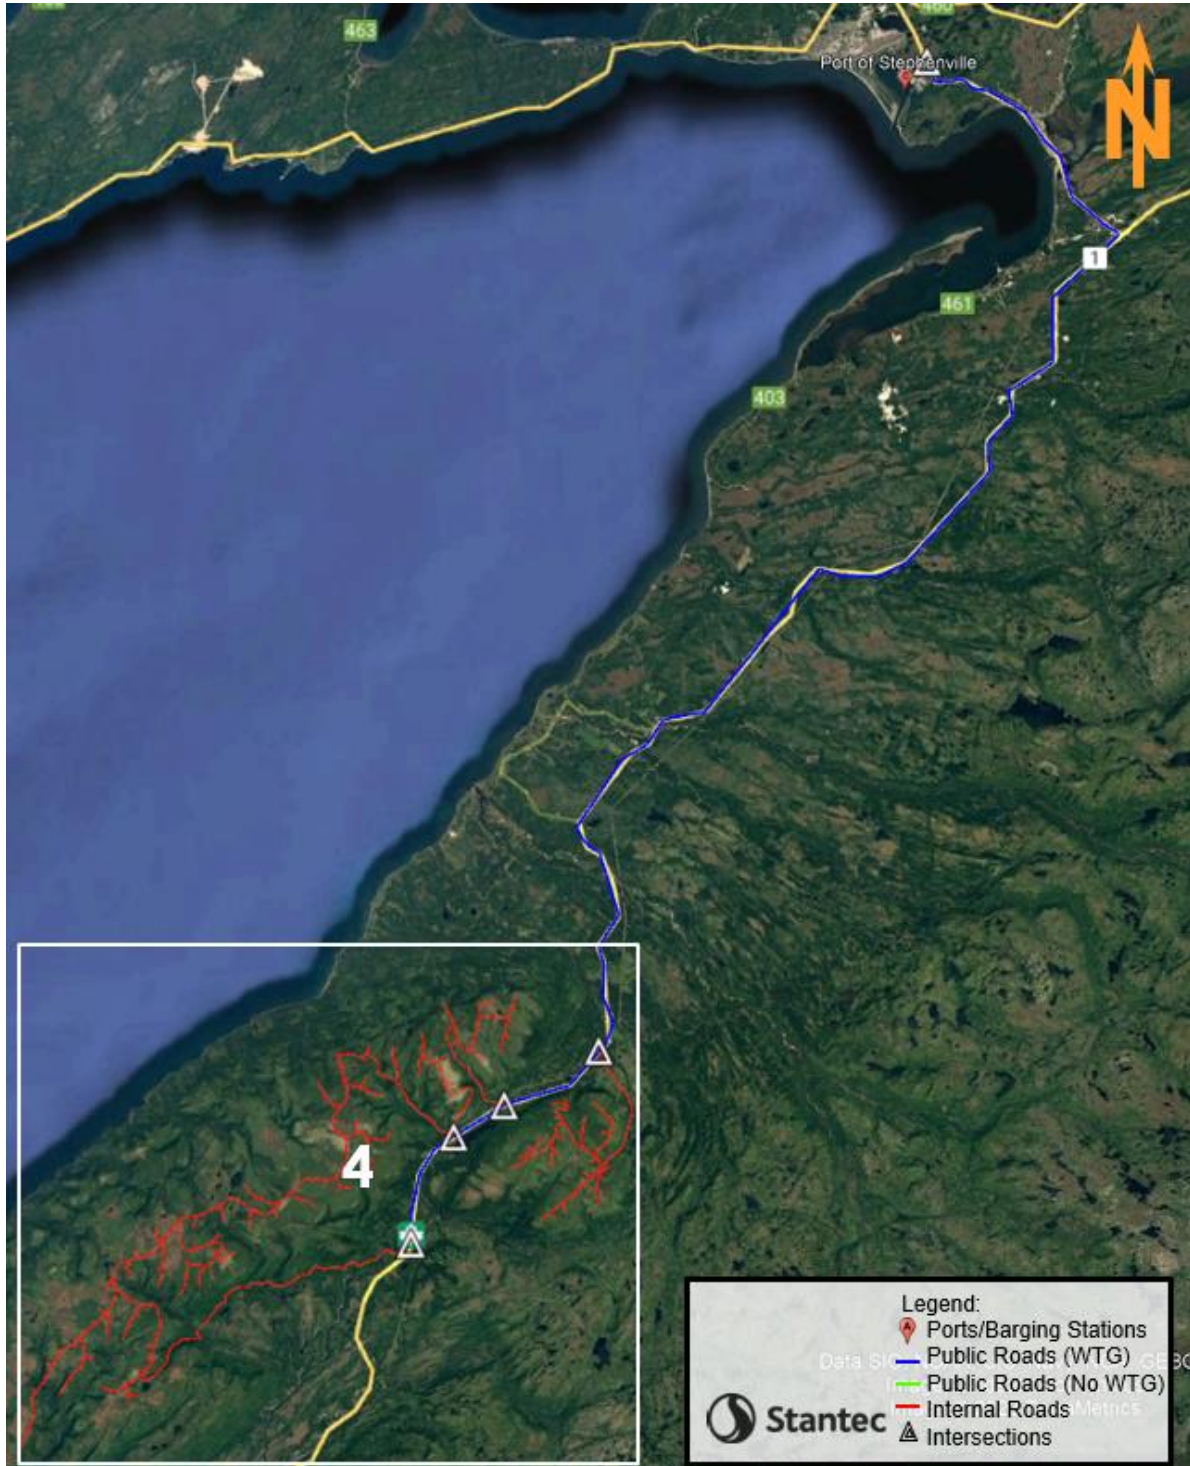 463
460
Port of Stephenville
N
1
461
403
4
Legend:
Ports/Barging Stations
Public Roads (WTG)
Public Roads (No WTG)
Internal Roads
Intersections
Stantec